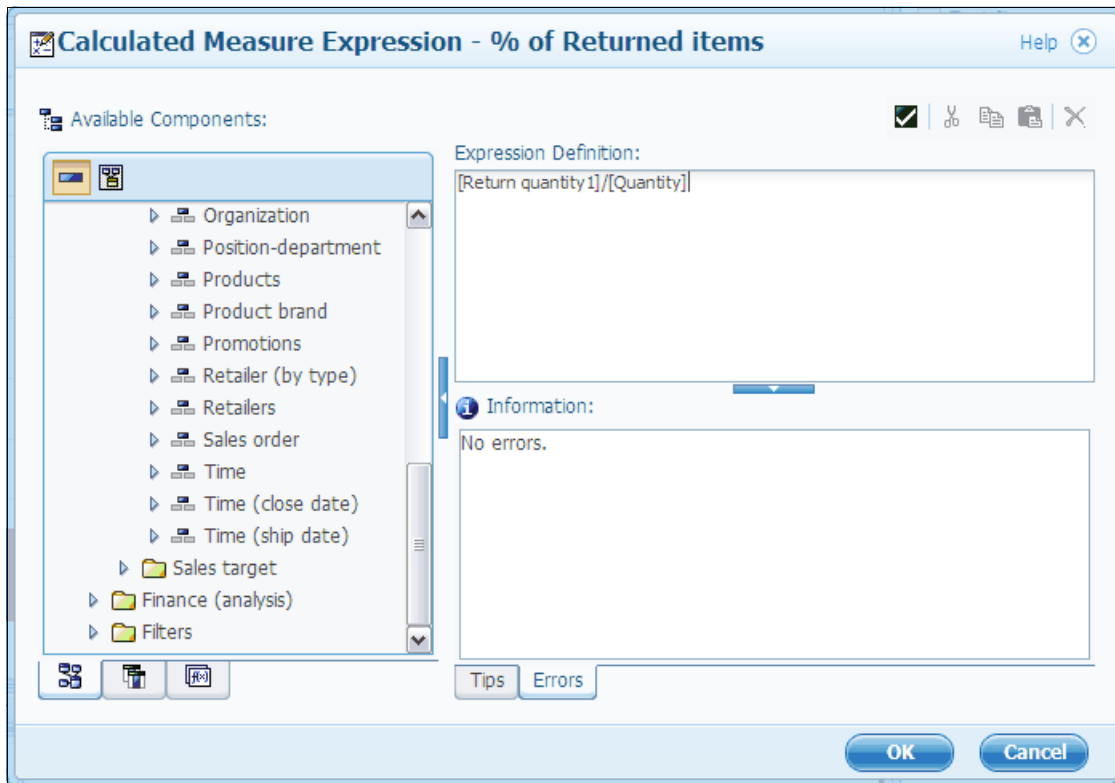 Calculated Measure Expression - % of Returned items
Help
Available Components:
Organization
Position-department
Products
Product brand
Promotions
Retailer (by type)
Retailers
Sales order
Time
Time (close date)
Time (ship date)
Sales target
Finance (analysis)
Filters
Expression Definition:
[Return quantity1]/[Quantity]
Information:
No errors.
Tips
Errors
OK
Cancel